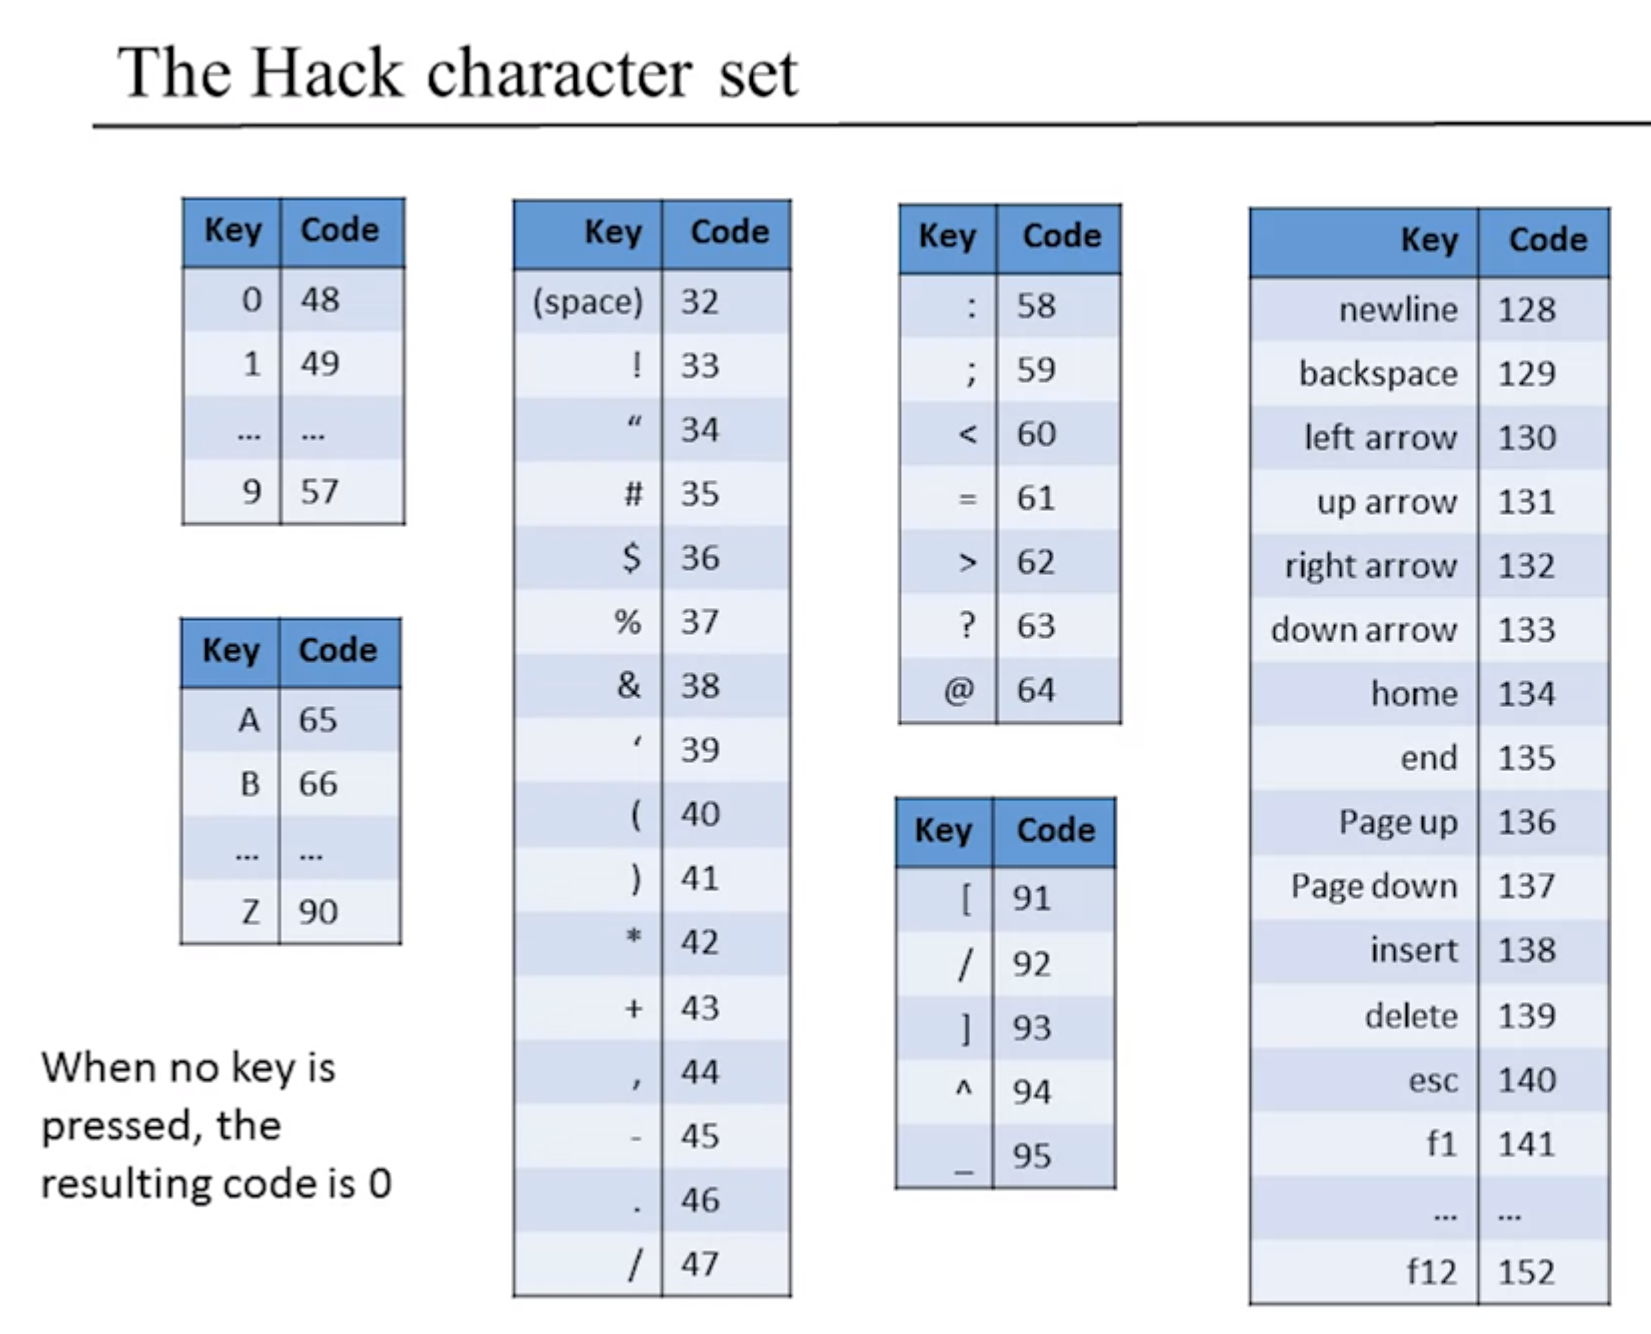 The Hack character set
Key Code
0 48
1 49
... ...
9 57
Key Code
A 65
B 66
... ...
Z 90
When no key is
pressed, the
resulting code is 0
Key Code
(space) 32
! 33
“ 34
# 35
$ 36
% 37
& 38
‘ 39
( 40
) 41
* 42
+ 43
, 44
- 45
. 46
/ 47
Key Code
: 58
; 59
< 60
= 61
> 62
? 63
@ 64
Key Code
[ 91
/ 92
] 93
^ 94
_ 95
Key Code
newline 128
backspace 129
left arrow 130
up arrow 131
right arrow 132
down arrow 133
home 134
end 135
Page up 136
Page down 137
insert 138
delete 139
esc 140
f1 141
... ...
f12 152